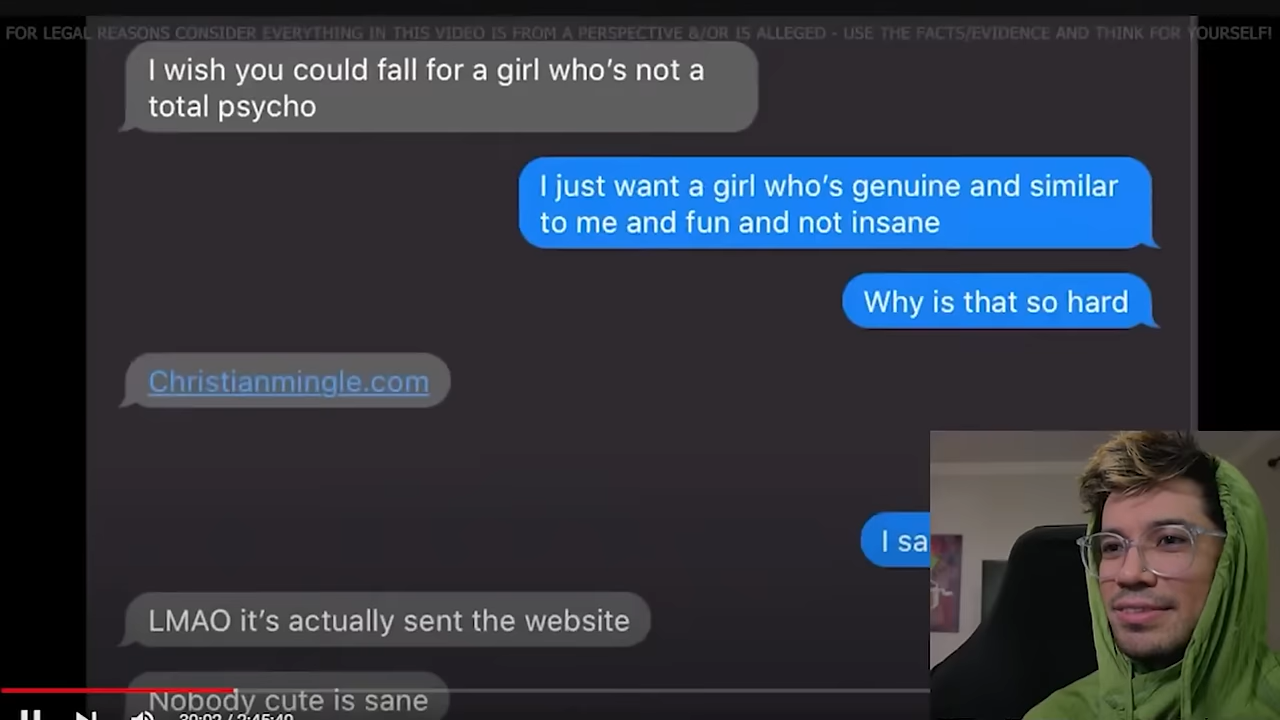 FOR LEGAL REASONS CONSIDER EVERYTHING IN THIS VIDEO IS FROM A PERSPECTIVE &/OR IS ALLEGED - USE THE FACTS/EVIDENCE AND THINK FOR YOURSELF!
I wish you could fall for a girl who's not a
total psycho
I just want a girl who's genuine and similar
to me and fun and not insane
Why is that so hard
Christianmingle.com
I sa
LMAO it's actually sent the website
Nobody cute is sane